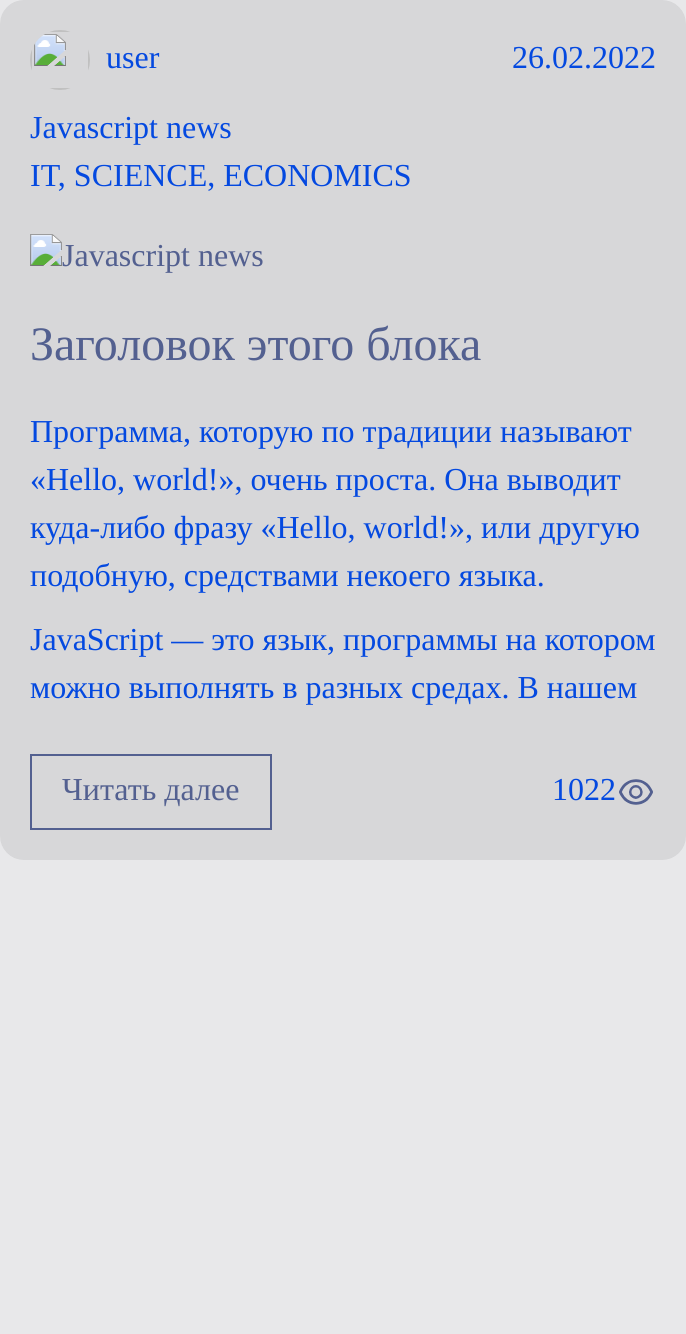 user 26.02.2022
Javascript news
IT, SCIENCE, ECONOMICS
Javascript news
Заголовок этого блока
Программа, которую по традиции называют
«Hello, world!», очень проста. Она выводит
куда-либо фразу «Hello, world!», или другую
подобную, средствами некоего языка.
JavaScript — это язык, программы на котором
можно выполнять в разных средах. В нашем
Читать далее 1022